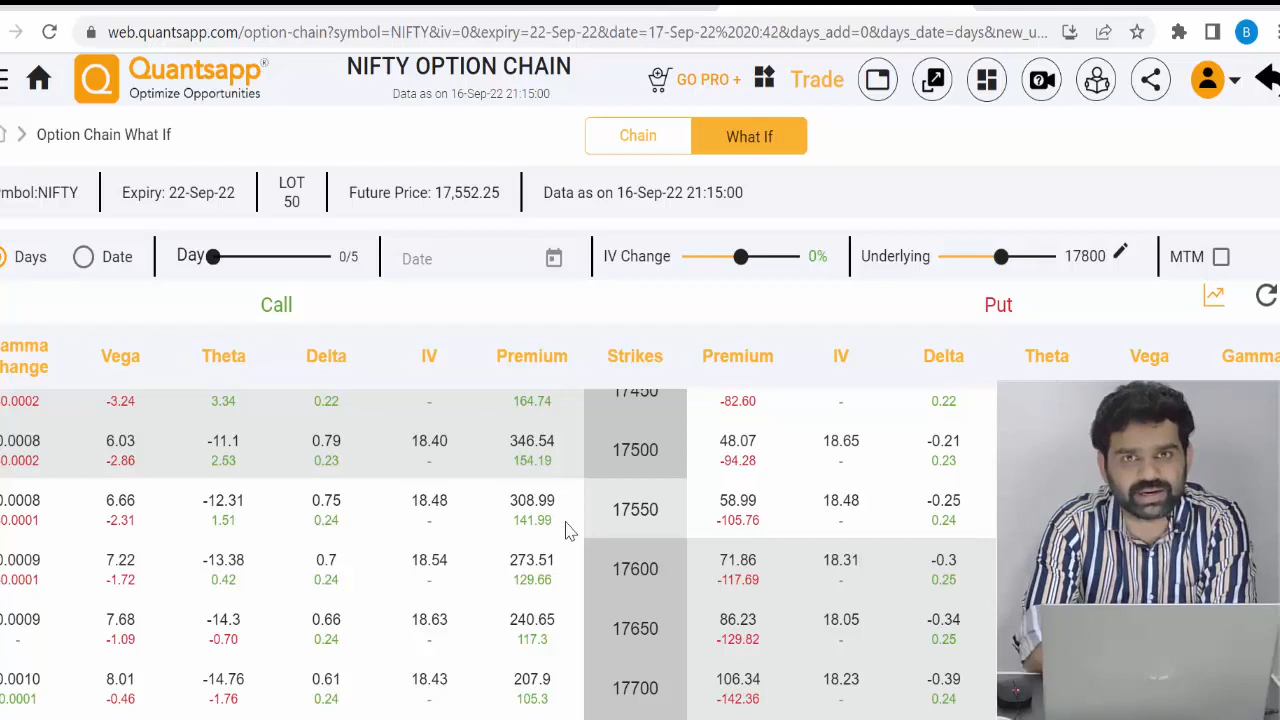 web.quantsapp.com/option-chain?symbol=NIFTY&iv=0&expiry=22-Sep-22&date=17-Sep-22%2020:42&days_add=0&days_date=days&new_u...
B
Quantsapp®
Optimize Opportunities
NIFTY OPTION CHAIN
Data as on 16-Sep-22 21:15:00
GO PRO +
Trade
Option Chain What If
Chain
What If
mbol:NIFTY
Expiry: 22-Sep-22
LOT
50
Future Price: 17,552.25
Data as on 16-Sep-22 21:15:00
Days
Date
Day
0/5
Date
IV Change
0%
Underlying
17800
MTM
Call
Put
amma
hange
Vega Theta Delta IV Premium Strikes Premium IV Delta Theta Vega Gamma
17450
0.0002 -3.24 3.34 0.22 - 164.74 -82.60 - 0.22
0.0008 6.03 -11.1 0.79 18.40 346.54 17500 48.07 18.65 -0.21
0.0002 -2.86 2.53 0.23 - 154.19 -94.28 - 0.23
0.0008 6.66 -12.31 0.75 18.48 308.99 17550 58.99 18.48 -0.25
0.0001 -2.31 1.51 0.24 - 141.99 -105.76 - 0.24
0.0009 7.22 -13.38 0.7 18.54 273.51 17600 71.86 18.31 -0.3
0.0001 -1.72 0.42 0.24 - 129.66 -117.69 - 0.25
0.0009 7.68 -14.3 0.66 18.63 240.65 17650 86.23 18.05 -0.34
- -1.09 -0.70 0.24 - 117.3 -129.82 - 0.25
0.0010 8.01 -14.76 0.61 18.43 207.9 17700 106.34 18.23 -0.39
0.0001 -0.46 -1.76 0.24 - 105.3 -142.36 - 0.24